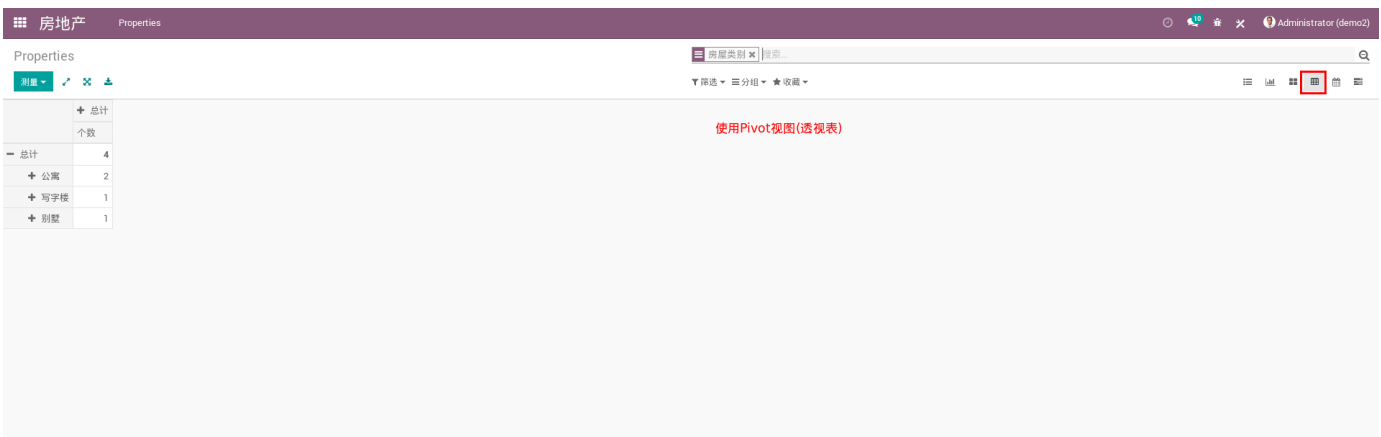 房地产 Properties 10 Administrator (demo2)
Properties 房屋类别 搜索...
测量 筛选 分组 收藏
总计
个数
使用Pivot视图(透视表)
总计 4
公寓 2
写字楼 1
别墅 1